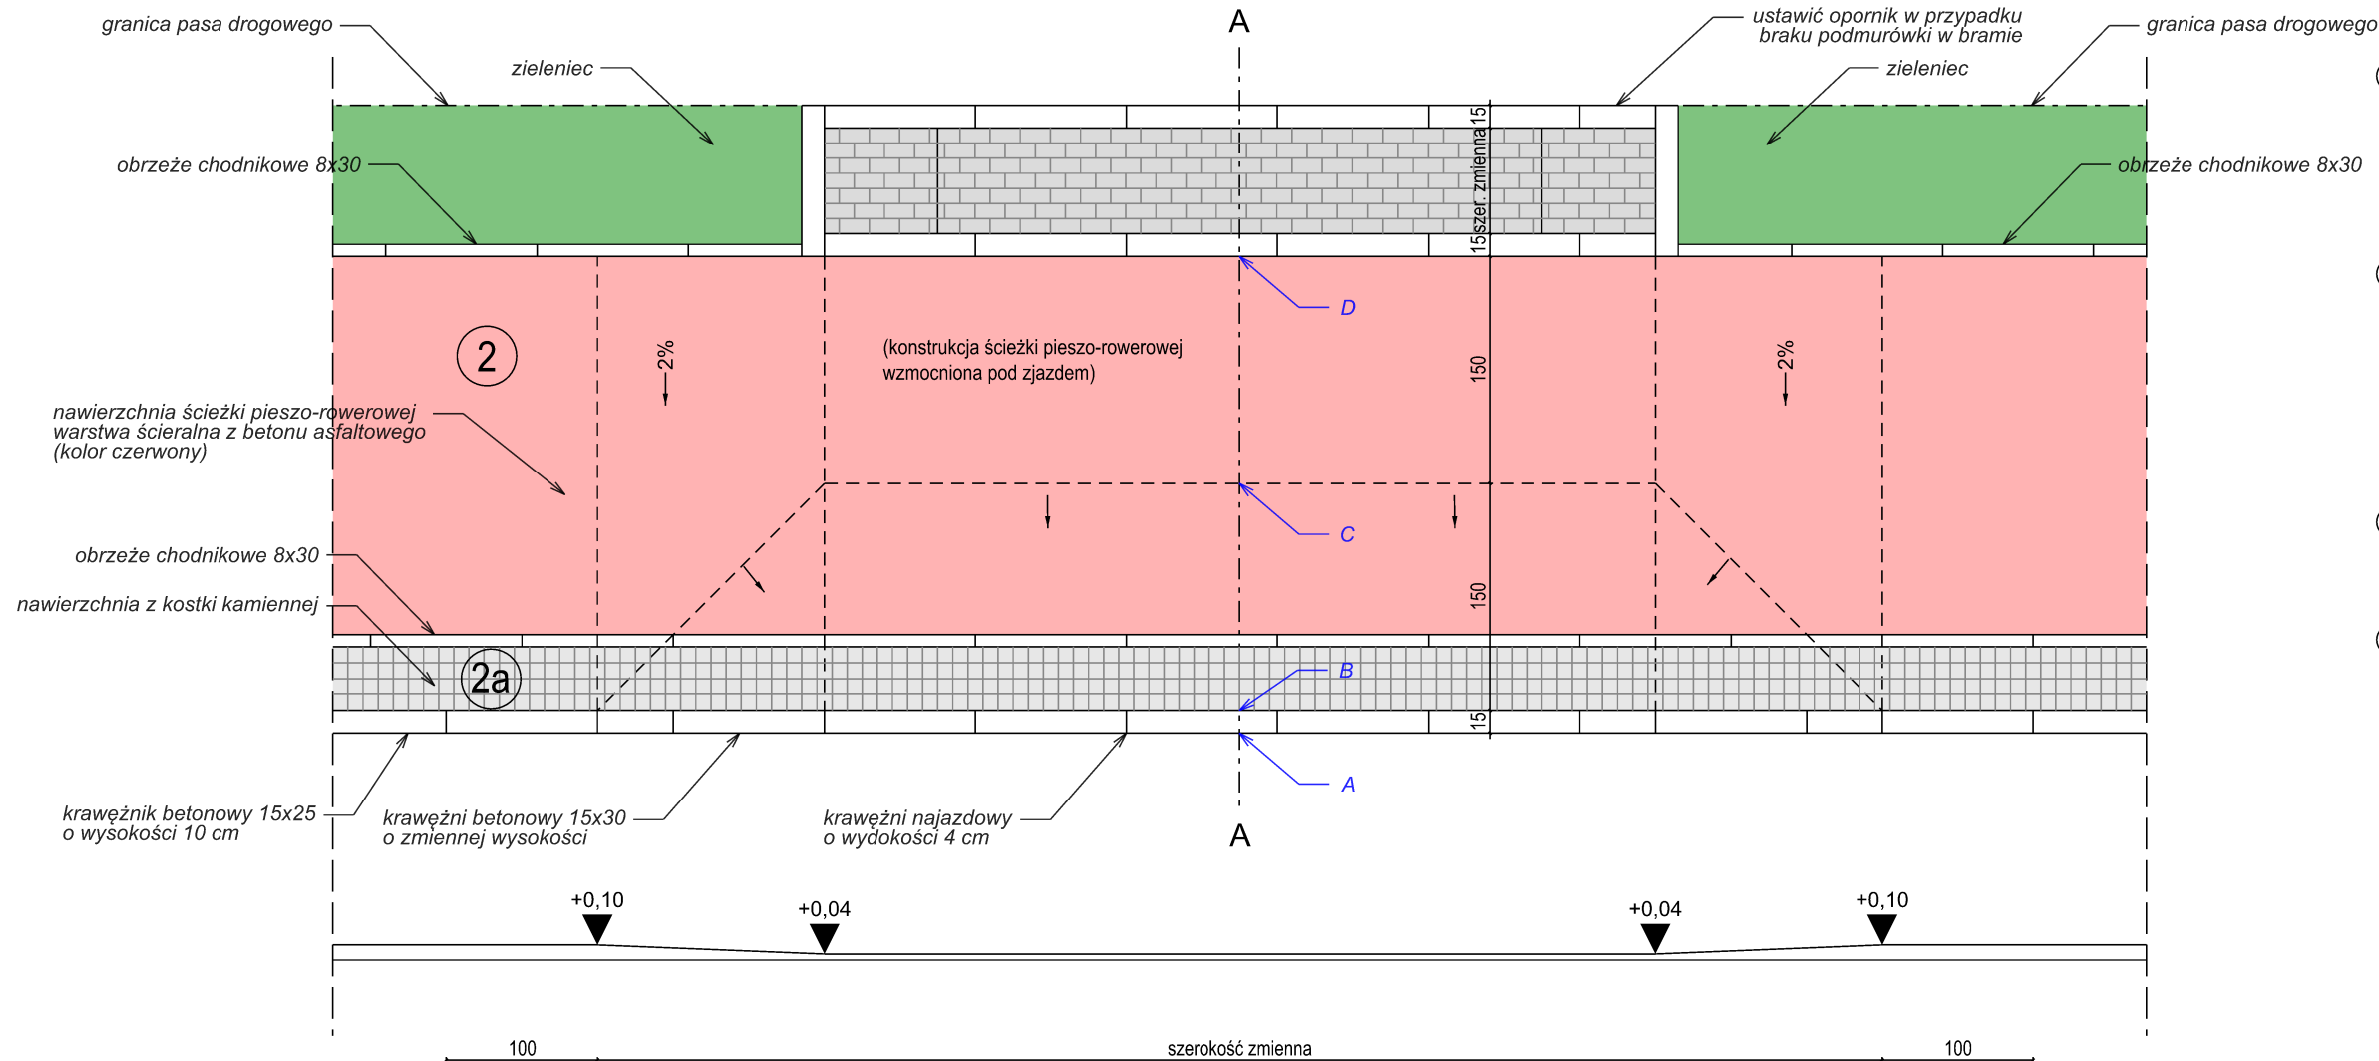 A
granica pasa drogowego
zieleniec
ustawić opornik w przypadku
braku podmurówki w bramie
granica pasa drogowego
zieleniec
obrzeże chodnikowe 8x30
15
szer. zmienna
15
obrzeże chodnikowe 8x30
D
2
2%
(konstrukcja ścieżki pieszo-rowerowej
wzmocniona pod zjazdem)
150
2%
nawierzchnia ścieżki pieszo-rowerowej
warstwa ścieralna z betonu asfaltowego
(kolor czerwony)
C
obrzeże chodnikowe 8x30
150
nawierzchnia z kostki kamiennej
2a
B
15
A
krawężnik betonowy 15x25
o wysokości 10 cm
krawężni betonowy 15x30
o zmiennej wysokości
krawężni najazdowy
o wydokości 4 cm
A
+0,10
+0,04
+0,04
+0,10
100
szerokość zmienna
100